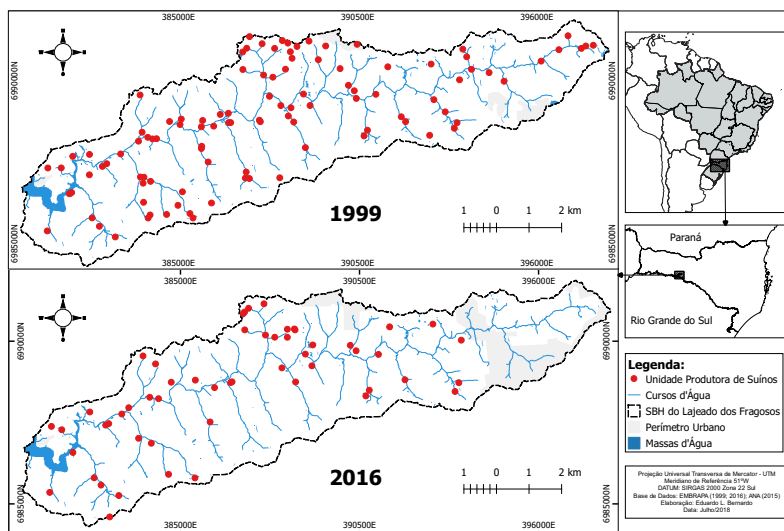 385000E
390500E
396000E
6990000N
6990000N
1999
1 0 1 2 km
6985000N
6985000N
385000E
390500E
396000E
6990000N
6990000N
2016
1 0 1 2 km
6985000N
6985000N
385000E
390500E
396000E
Paraná
Rio Grande do Sul
Legenda:
Unidade Produtora de Suínos
Cursos d'Água
SBH do Lajeado dos Fragosos
Perímetro Urbano
Massas d'Água
Projeção Universal Transversa de Mercator - UTM
Meridiano de Referência 51ºW
DATUM: SIRGAS 2000 Zona 22 Sul
Base de Dados: EMBRAPA (1999; 2016); ANA (2015)
Elaboração: Eduardo L. Bernardo
Data: Julho/2018